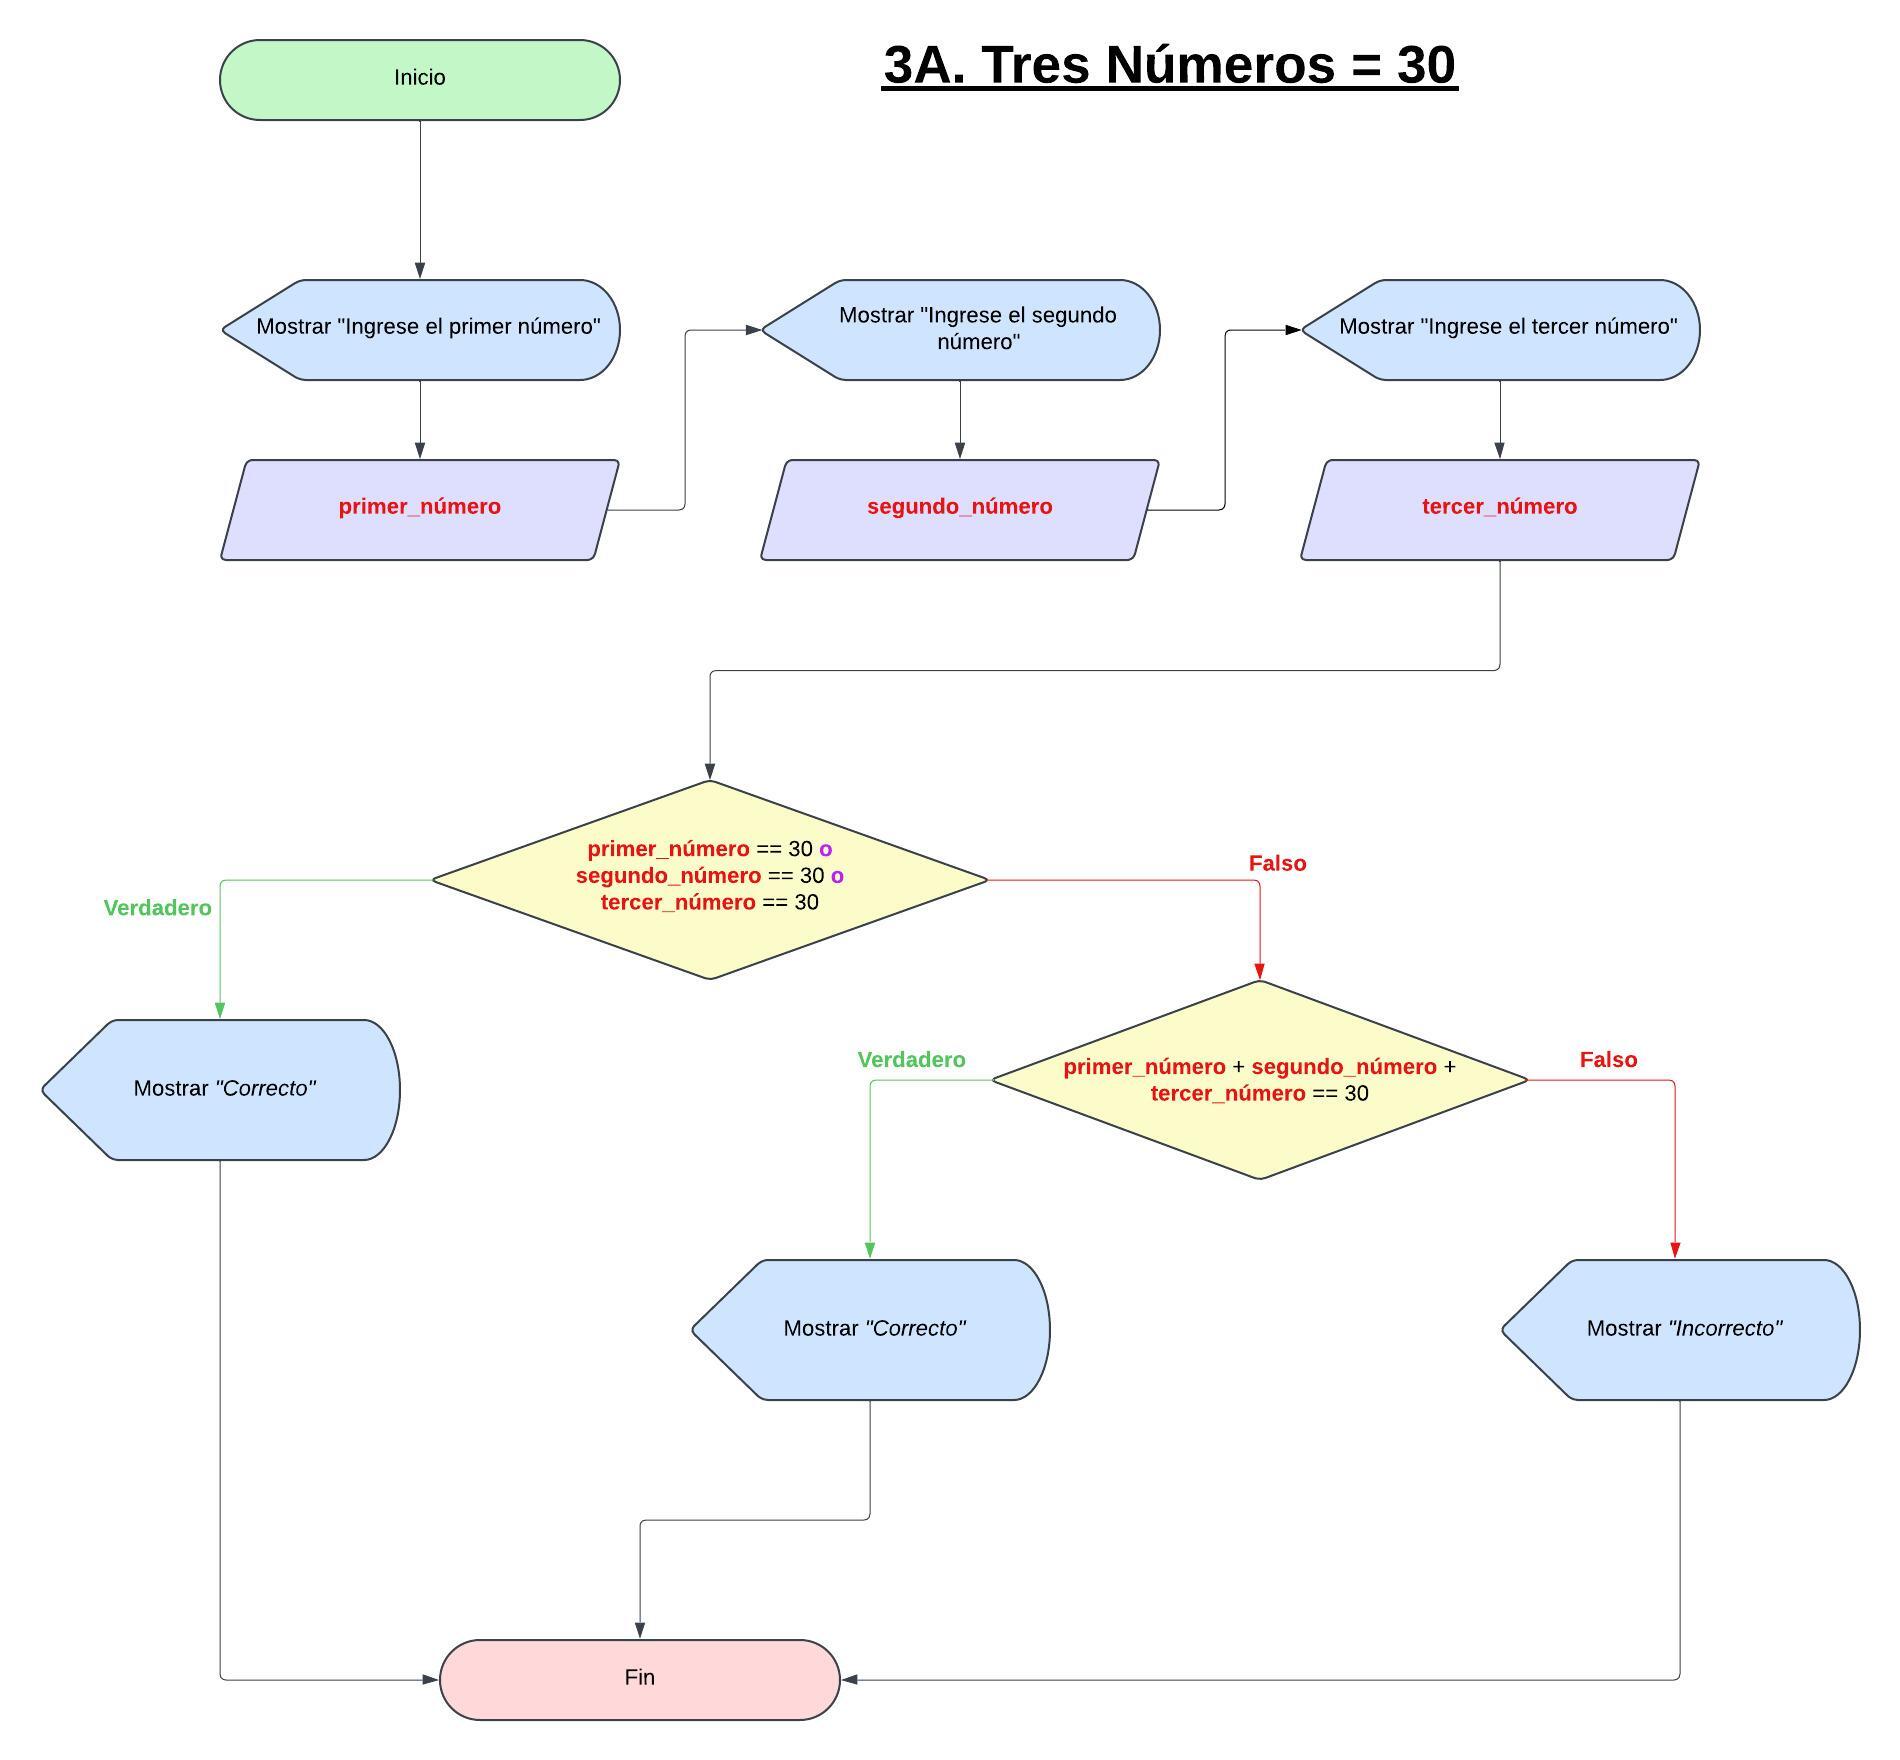 3A. Tres Números = 30
Inicio
Mostrar "Ingrese el primer número"
Mostrar "Ingrese el segundo
número"
Mostrar "Ingrese el tercer número"
primer_número
segundo_número
tercer_número
primer_número == 30 o
segundo_número == 30 o
tercer_número == 30
Verdadero
Falso
Mostrar "Correcto"
primer_número + segundo_número +
tercer_número == 30
Verdadero
Falso
Mostrar "Correcto"
Mostrar "Incorrecto"
Fin